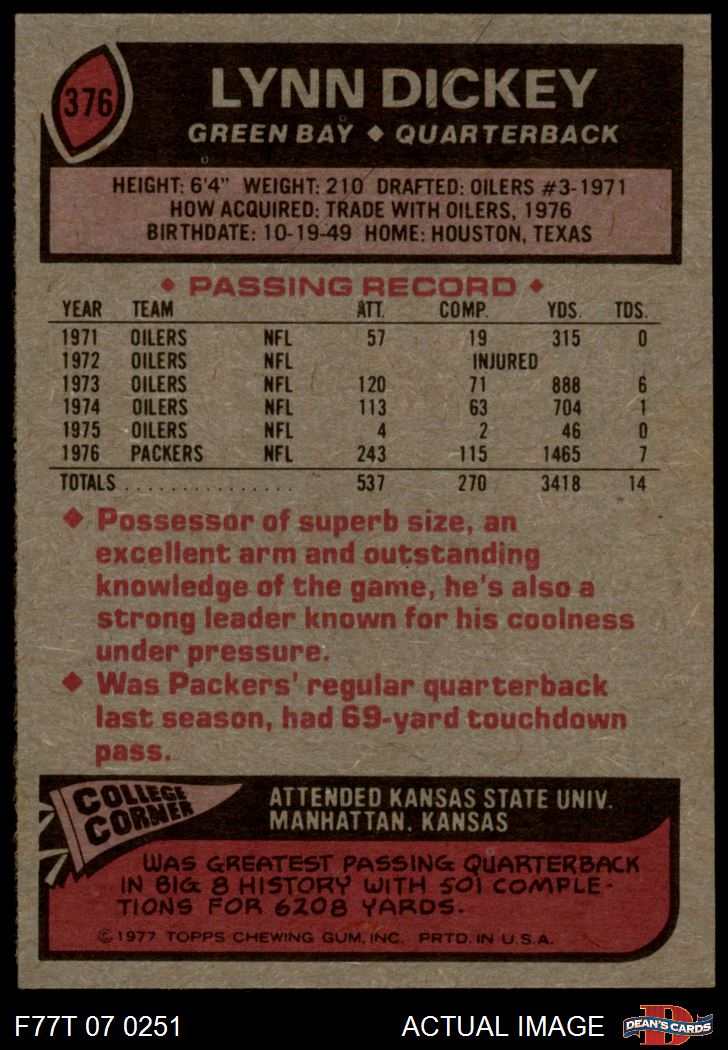 376
LYNN DICKEY
GREEN BAY ◆ QUARTERBACK
HEIGHT: 6'4" WEIGHT: 210 DRAFTED: OILERS #3-1971
HOW ACQUIRED: TRADE WITH OILERS, 1976
BIRTHDATE: 10-19-49 HOME: HOUSTON, TEXAS
◆ PASSING RECORD ◆
YEAR TEAM ATT. COMP. YDS. TDS.
1971 OILERS NFL 57 19 315 0
1972 OILERS NFL INJURED
1973 OILERS NFL 120 71 888 6
1974 OILERS NFL 113 63 704 1
1975 OILERS NFL 4 2 46 0
1976 PACKERS NFL 243 115 1465 7
TOTALS . . . . . . . . . . . . . . . 537 270 3418 14
◆ Possessor of superb size, an
excellent arm and outstanding
knowledge of the game, he's also a
strong leader known for his coolness
under pressure.
◆ Was Packers' regular quarterback
last season, had 69-yard touchdown
pass.
COLLEGE
CORNER
ATTENDED KANSAS STATE UNIV.
MANHATTAN, KANSAS
WAS GREATEST PASSING QUARTERBACK
IN BIG 8 HISTORY WITH 501 COMPLE-
TIONS FOR 6208 YARDS.
© 1977 TOPPS CHEWING GUM, INC. PRTD. IN U.S.A.
F77T 07 0251
ACTUAL IMAGE
D
DEAN'S CARDS